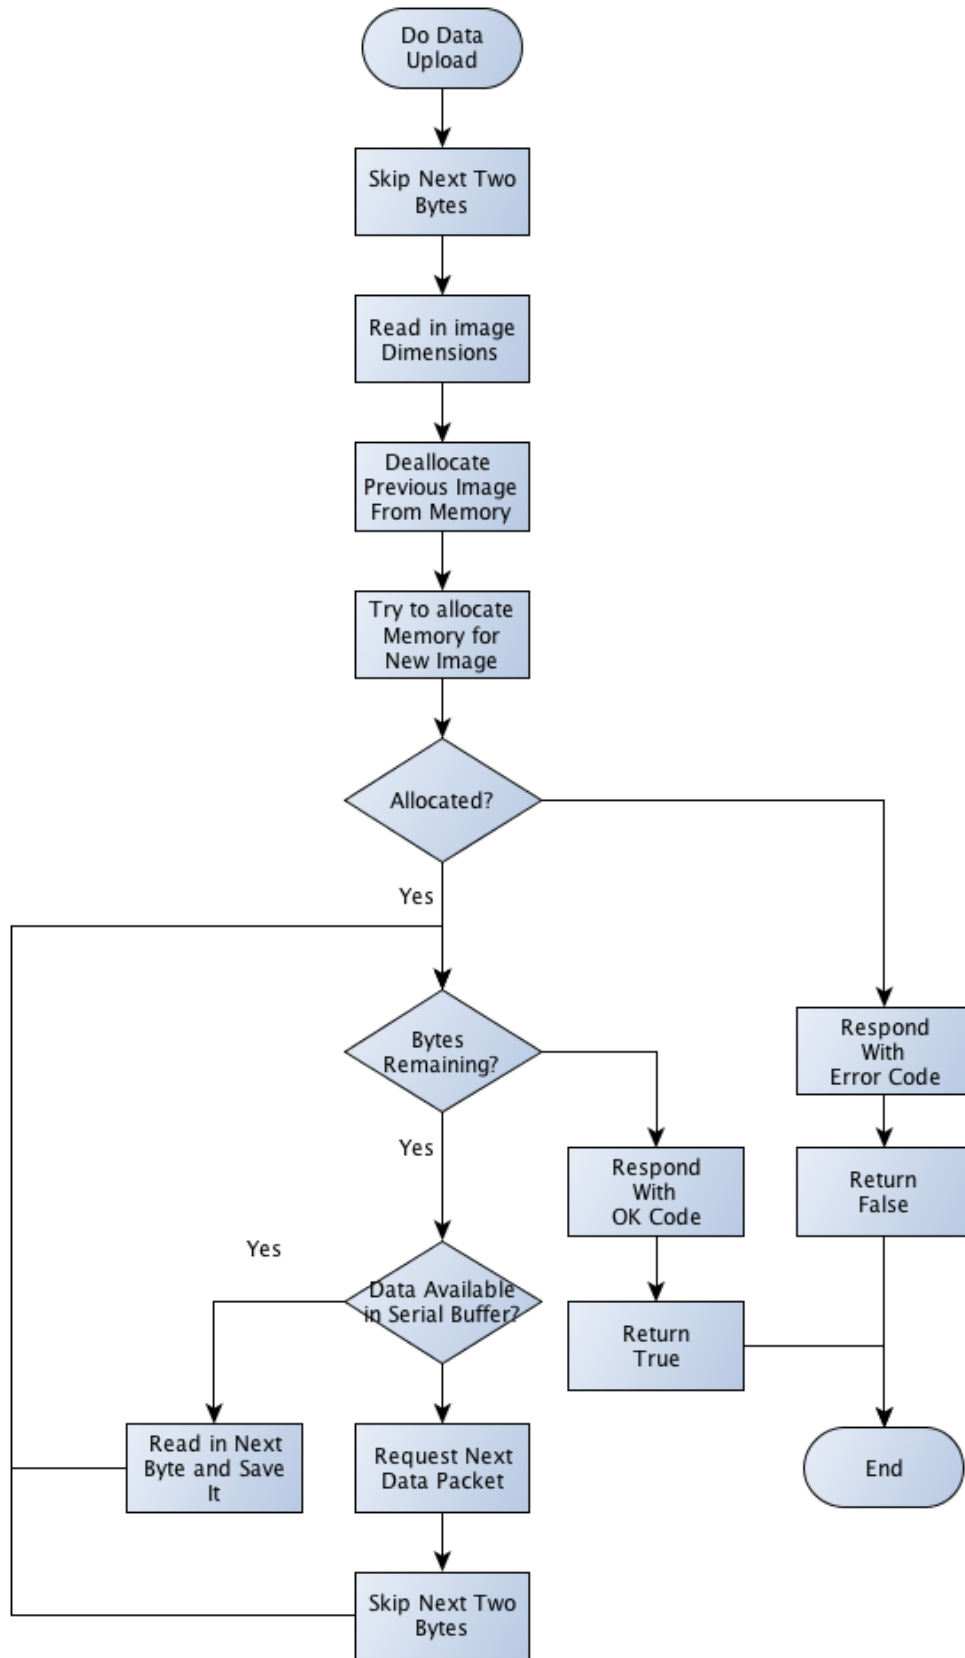 Do Data
Upload
Skip Next Two
Bytes
Read in image
Dimensions
Deallocate
Previous Image
From Memory
Try to allocate
Memory for
New Image
Allocated?
Yes
Bytes
Remaining?
Respond
With
Error Code
Yes
Respond
With
OK Code
Return
False
Yes
Data Available
in Serial Buffer?
Return
True
Read in Next
Byte and Save
It
Request Next
Data Packet
End
Skip Next Two
Bytes